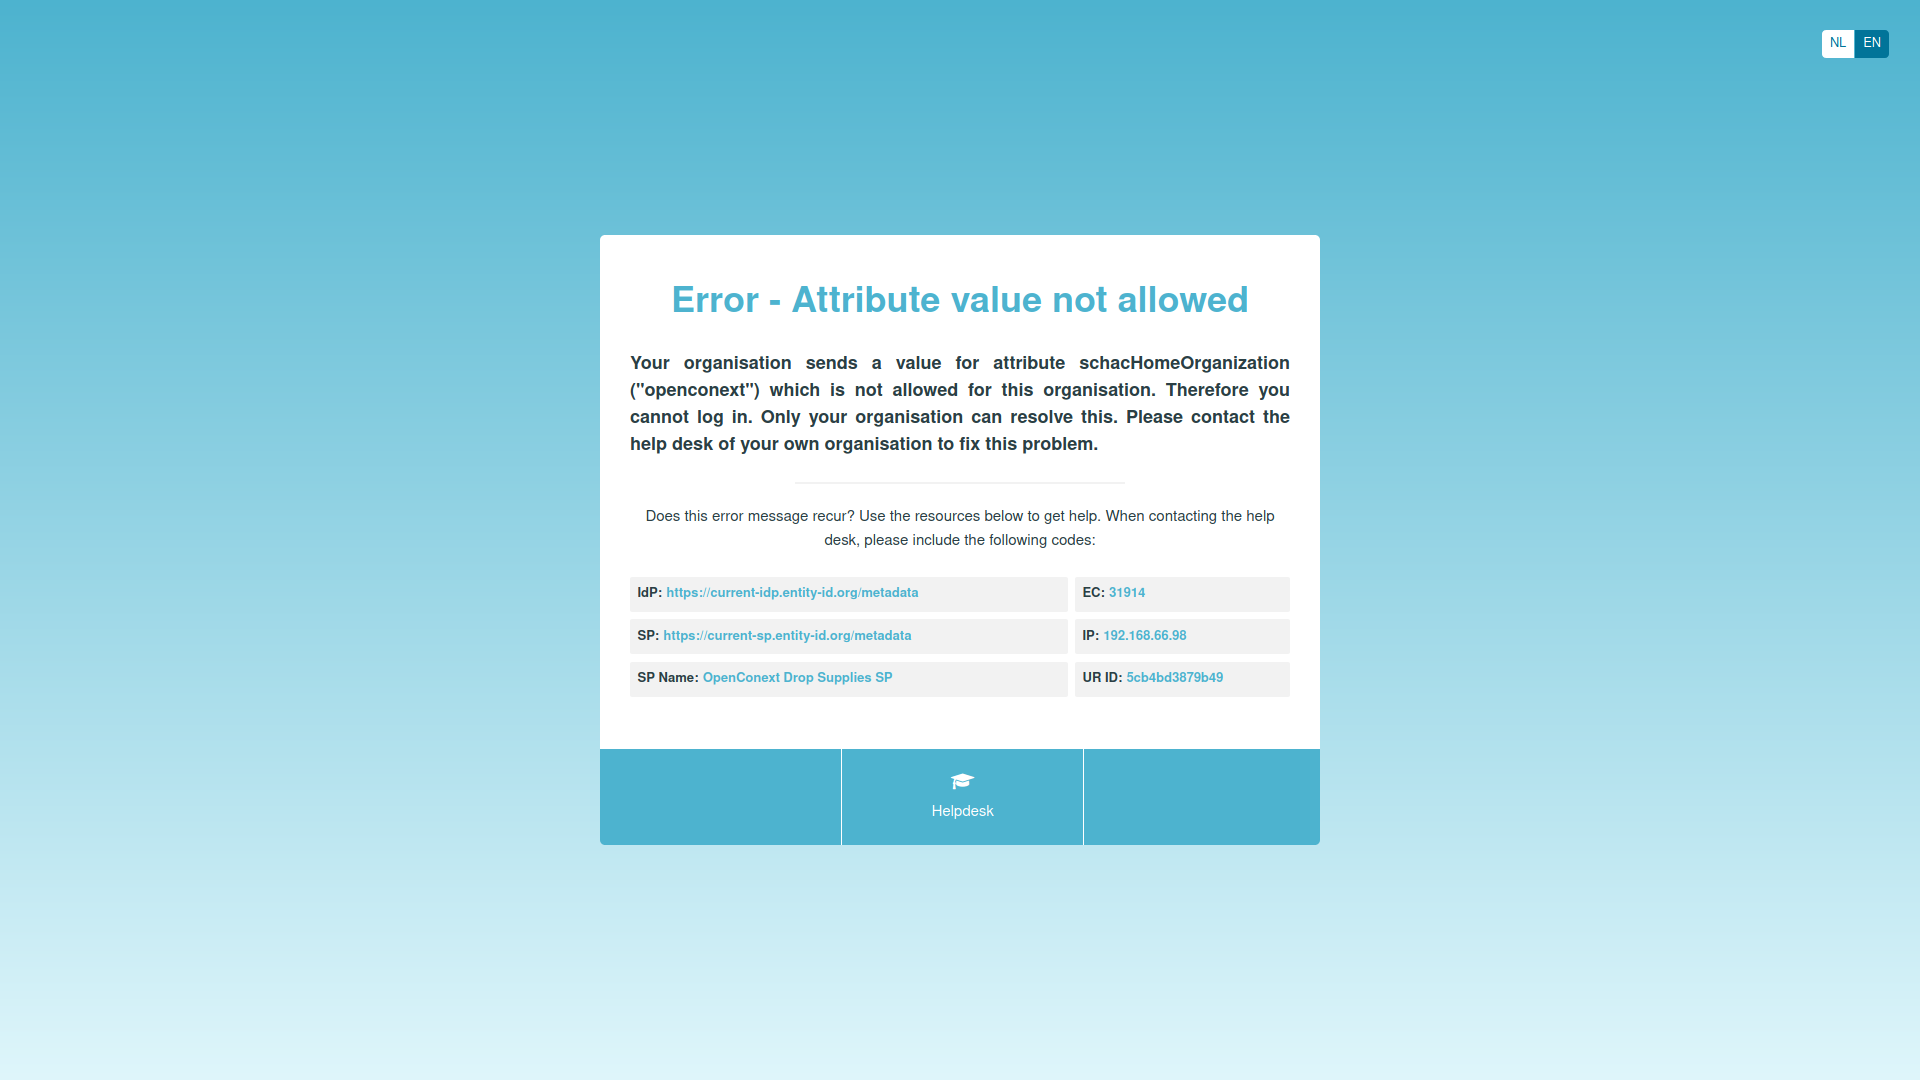 NL EN
Error - Attribute value not allowed
Your organisation sends a value for attribute schacHomeOrganization
("openconext") which is not allowed for this organisation. Therefore you
cannot log in. Only your organisation can resolve this. Please contact the
help desk of your own organisation to fix this problem.
Does this error message recur? Use the resources below to get help. When contacting the help
desk, please include the following codes:
IdP: https://current-idp.entity-id.org/metadata
EC: 31914
SP: https://current-sp.entity-id.org/metadata
IP: 192.168.66.98
SP Name: OpenConext Drop Supplies SP
UR ID: 5cb4bd3879b49
Helpdesk